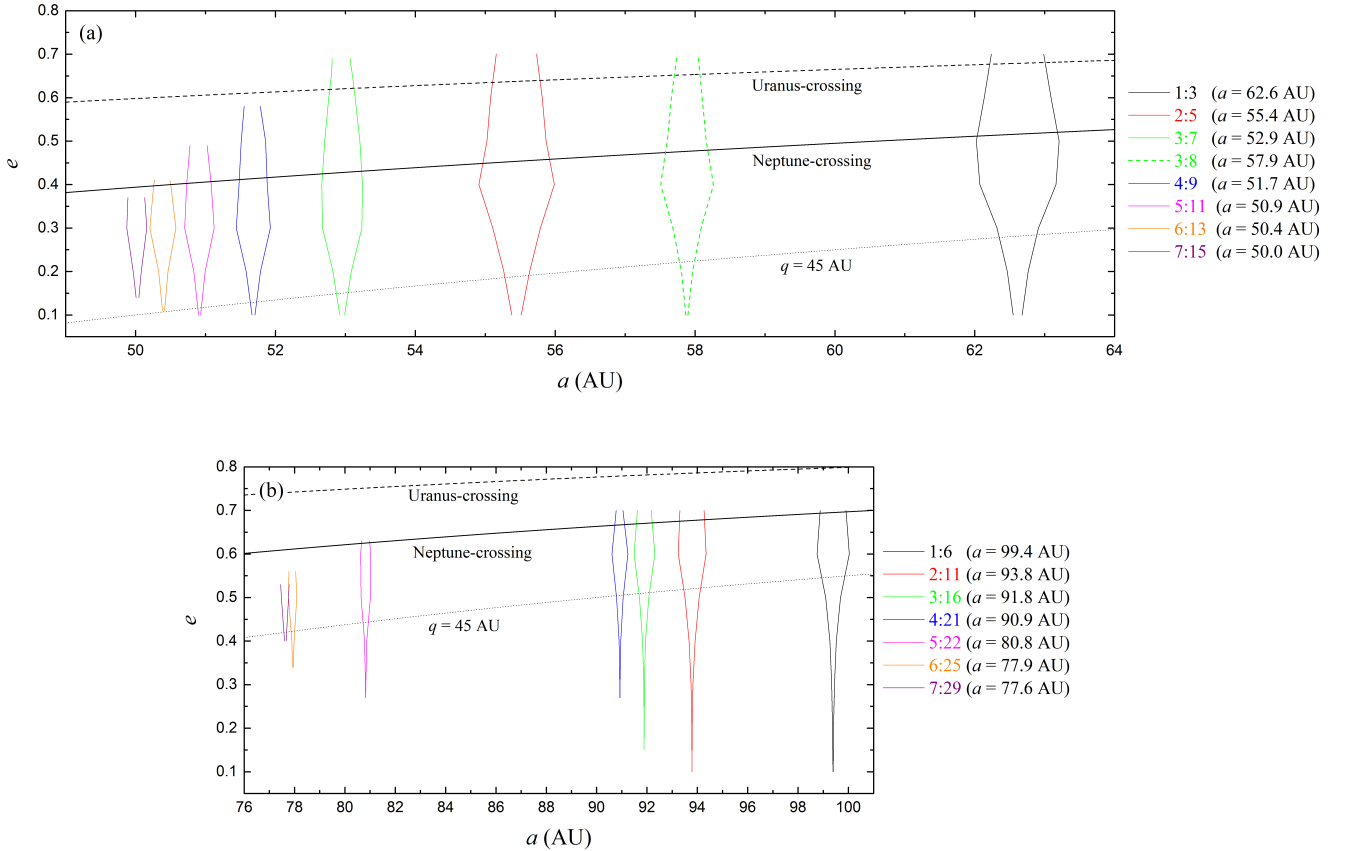 (a)
0.8
0.7
0.6
0.5
0.4
0.3
0.2
0.1
e
Uranus-crossing
Neptune-crossing
q = 45 AU
50 52 54 56 58 60 62 64
a (AU)
1:3 (a = 62.6 AU)
2:5 (a = 55.4 AU)
3:7 (a = 52.9 AU)
3:8 (a = 57.9 AU)
4:9 (a = 51.7 AU)
5:11 (a = 50.9 AU)
6:13 (a = 50.4 AU)
7:15 (a = 50.0 AU)
(b)
0.8
0.7
0.6
0.5
0.4
0.3
0.2
0.1
e
Uranus-crossing
Neptune-crossing
q = 45 AU
76 78 80 82 84 86 88 90 92 94 96 98 100
a (AU)
1:6 (a = 99.4 AU)
2:11 (a = 93.8 AU)
3:16 (a = 91.8 AU)
4:21 (a = 90.9 AU)
5:22 (a = 80.8 AU)
6:25 (a = 77.9 AU)
7:29 (a = 77.6 AU)